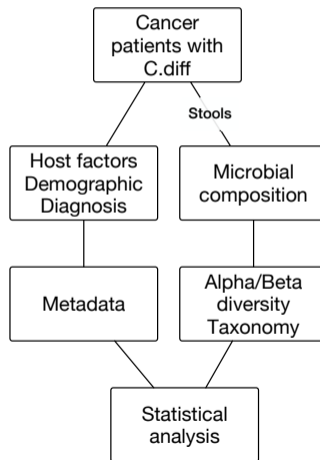 Cancer
patients with
C.diff
Stools
Host factors
Demographic
Diagnosis
Microbial
composition
Metadata
Alpha/Beta
diversity
Taxonomy
Statistical
analysis